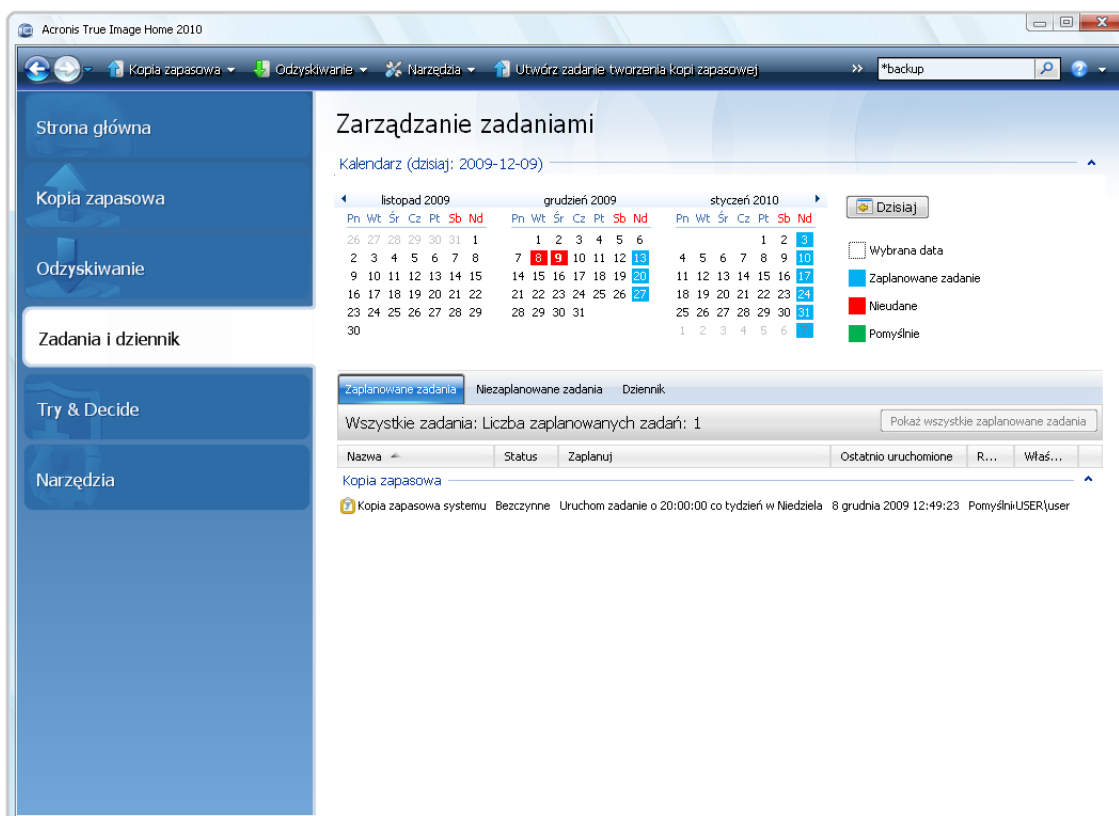 Acronis True Image Home 2010
Kopia zapasowa Odzyskiwanie Narzędzia Utwórz zadanie tworzenia kopi zapasowej » *backup
Strona główna
Kopia zapasowa
Odzyskiwanie
Zadania i dziennik
Try & Decide
Narzędzia
Zarządzanie zadaniami
Kalendarz (dzisiaj: 2009-12-09)
listopad 2009
Pn Wt Śr Cz Pt Sb Nd
26 27 28 29 30 31 1
2 3 4 5 6 7 8
9 10 11 12 13 14 15
16 17 18 19 20 21 22
23 24 25 26 27 28 29
30
grudzień 2009
Pn Wt Śr Cz Pt Sb Nd
1 2 3 4 5 6
7 8 9 10 11 12 13
14 15 16 17 18 19 20
21 22 23 24 25 26 27
28 29 30 31
styczeń 2010
Pn Wt Śr Cz Pt Sb Nd
1 2 3
4 5 6 7 8 9 10
11 12 13 14 15 16 17
18 19 20 21 22 23 24
25 26 27 28 29 30 31
1 2 3 4 5 6 7
Dzisiaj
Wybrana data
Zaplanowane zadanie
Nieudane
Pomyślnie
Zaplanowane zadania Niezaplanowane zadania Dziennik
Wszystkie zadania: Liczba zaplanowanych zadań: 1 Pokaż wszystkie zaplanowane zadania
Nazwa Status Zaplanuj Ostatnio uruchomione R... Właś...
Kopia zapasowa
Kopia zapasowa systemu Bezczynne Uruchom zadanie o 20:00:00 co tydzień w Niedziela 8 grudnia 2009 12:49:23 Pomyślni USER\user